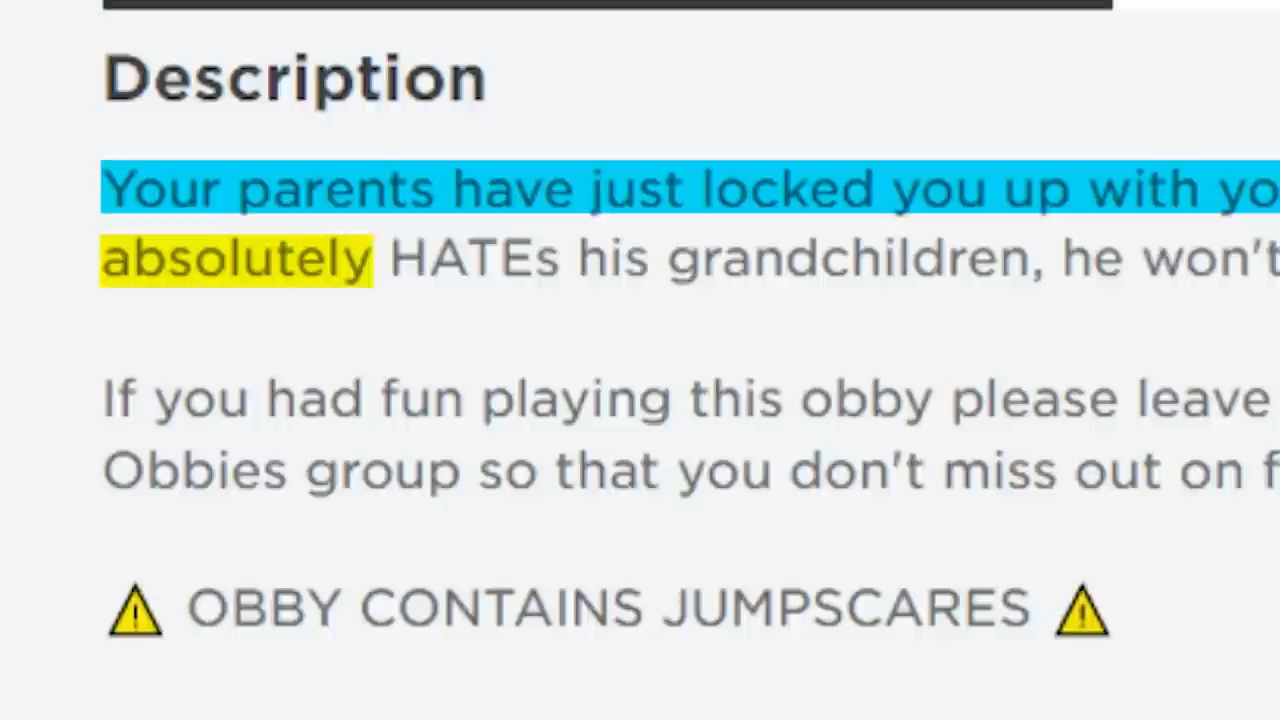 Description
Your parents have just locked you up with yo
absolutely HATEs his grandchildren, he won't
If you had fun playing this obby please leave
Obbies group so that you don't miss out on f
⚠ OBBY CONTAINS JUMPSCARES ⚠